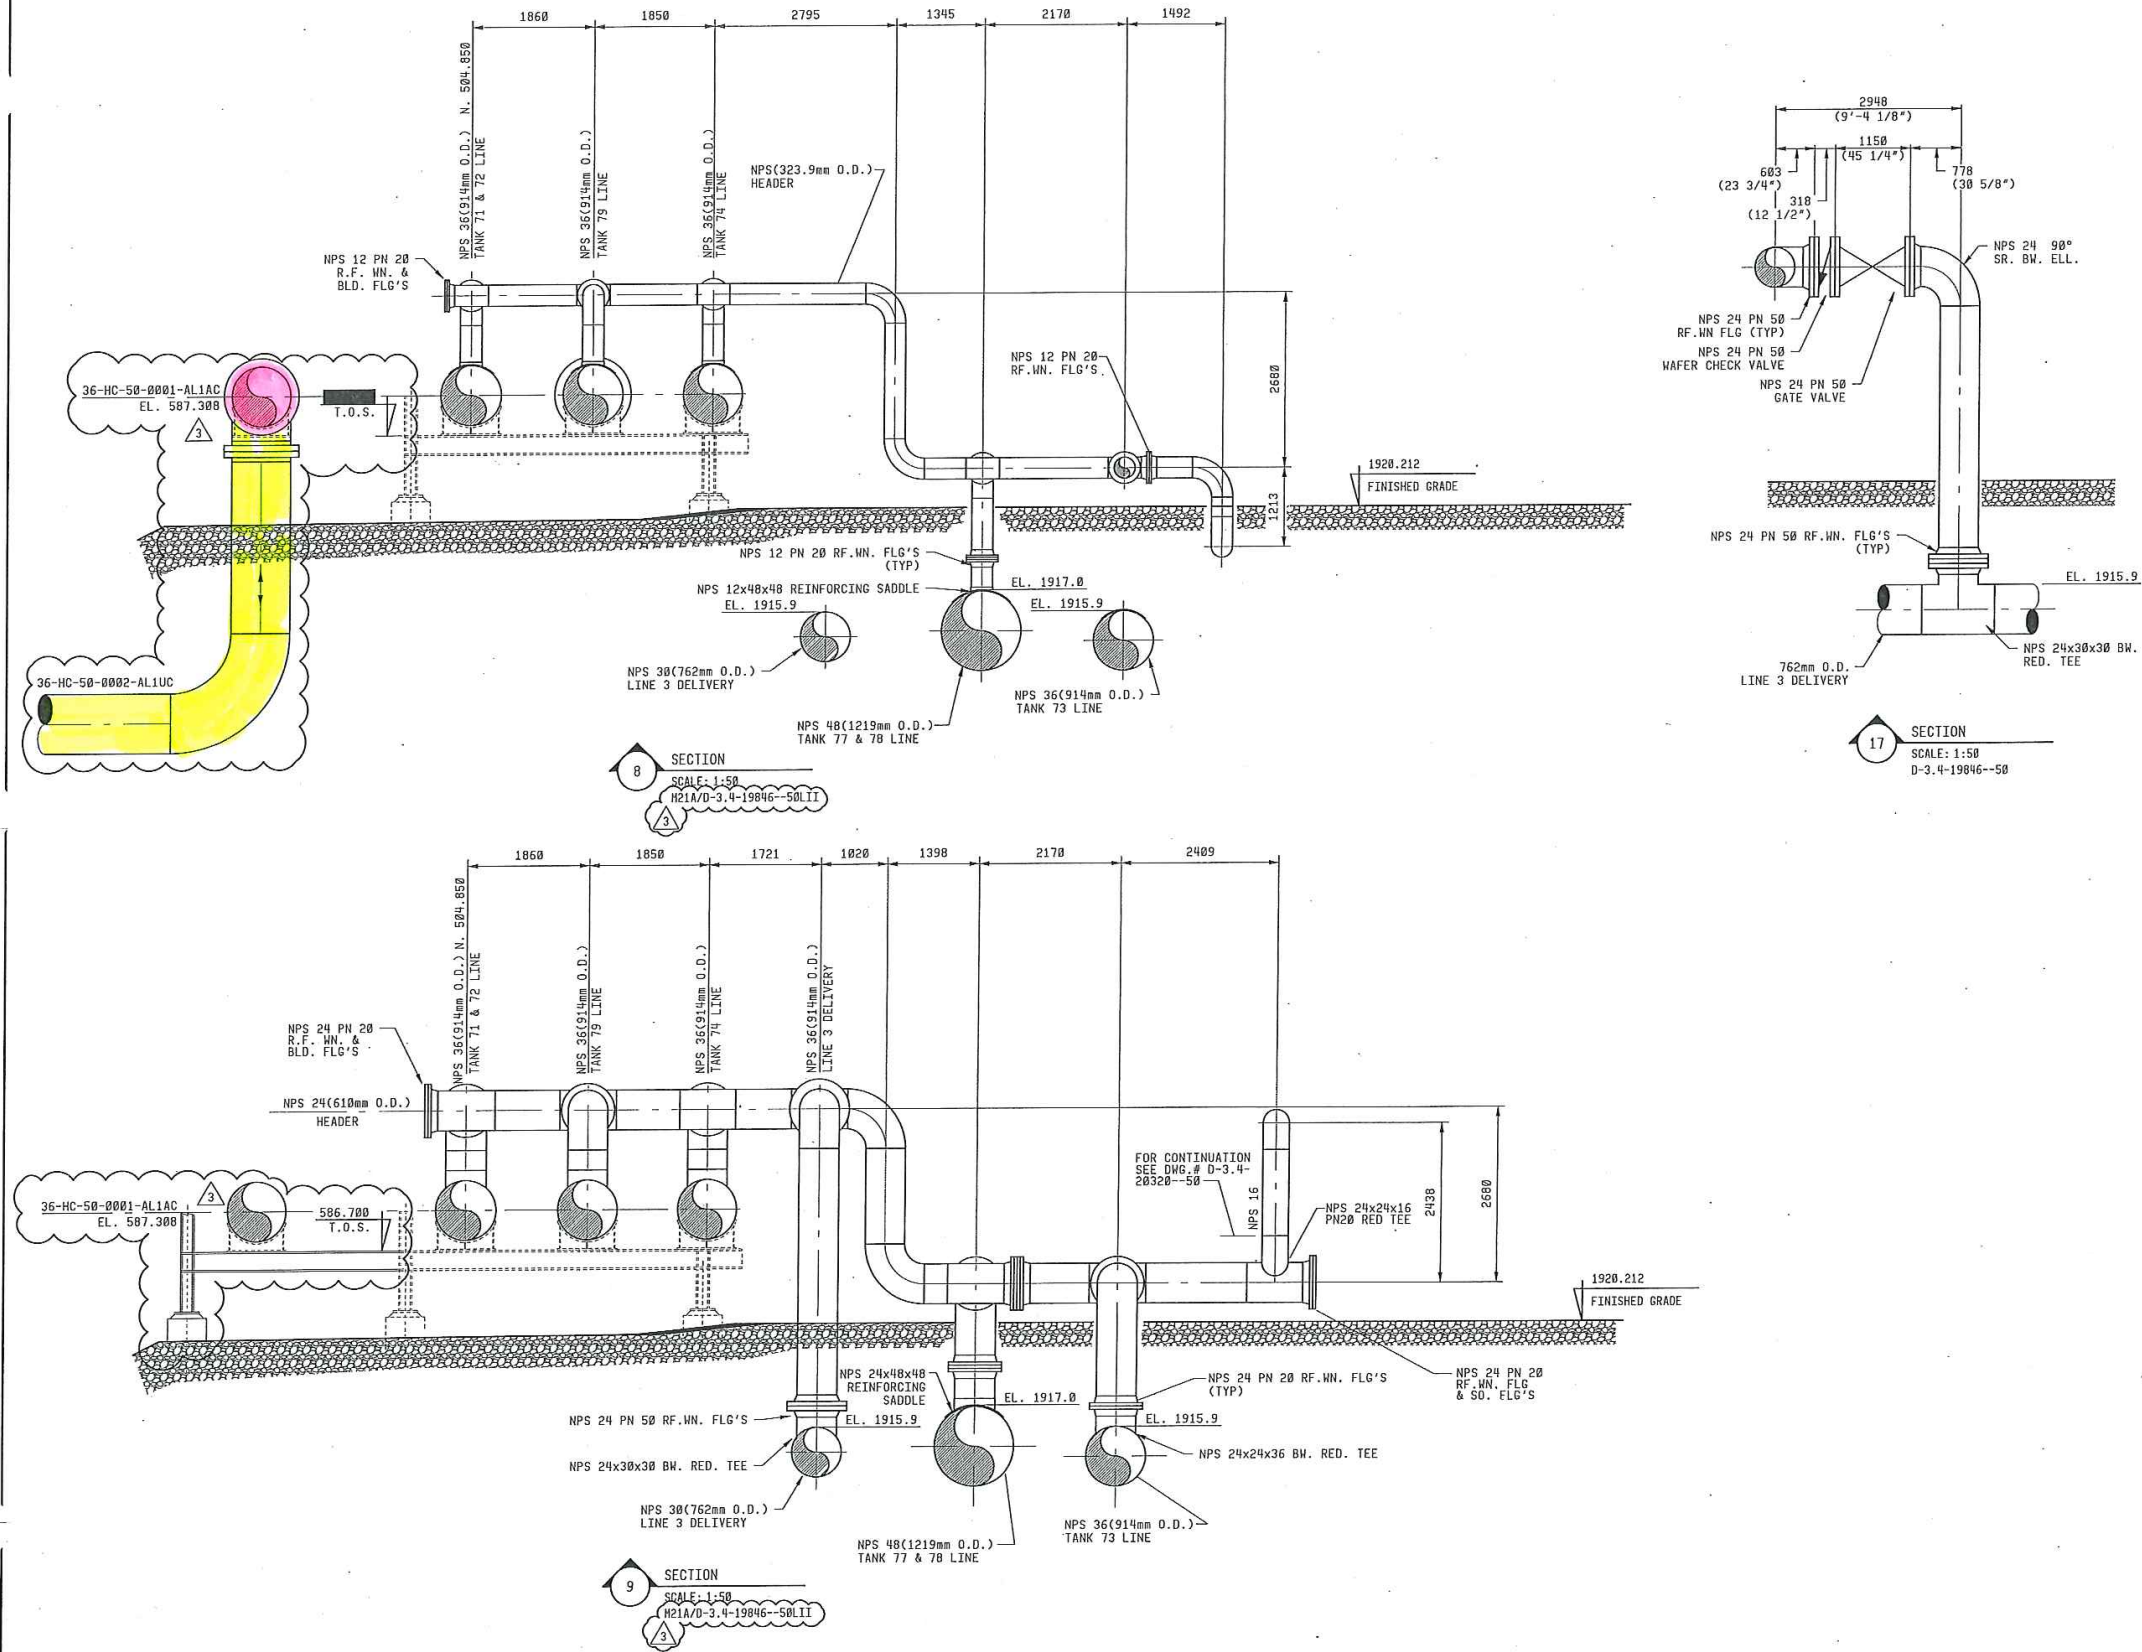 1860
1850
2795
1345
2170
1492
NPS 36(914mm O.D.) N. 504.850
TANK 71 & 72 LINE
NPS 36(914mm O.D.)
TANK 79 LINE
NPS 36(914mm O.D.)
TANK 74 LINE
NPS(323.9mm O.D.)
HEADER
NPS 12 PN 20
R.F. WN. &
BLD. FLG'S
36-HC-50-0001-AL1AC
EL. 587.308
3
T.O.S.
NPS 12 PN 20
RF.WN. FLG'S
2680
1213
1920.212
FINISHED GRADE
NPS 12 PN 20 RF.WN. FLG'S
(TYP)
NPS 12x48x48 REINFORCING SADDLE
EL. 1917.0
EL. 1915.9
EL. 1915.9
36-HC-50-0002-AL1UC
NPS 30(762mm O.D.)
LINE 3 DELIVERY
NPS 36(914mm O.D.)
TANK 73 LINE
NPS 48(1219mm O.D.)
TANK 77 & 78 LINE
8
SECTION
SCALE: 1:50
M21A/D-3.4-19846--50LII
3
2948
(9'-4 1/8")
1150
(45 1/4")
603
(23 3/4")
778
(30 5/8")
318
(12 1/2")
NPS 24 90°
SR. BW. ELL.
NPS 24 PN 50
RF.WN FLG (TYP)
NPS 24 PN 50
WAFER CHECK VALVE
NPS 24 PN 50
GATE VALVE
NPS 24 PN 50 RF.WN. FLG'S
(TYP)
EL. 1915.9
NPS 24x30x30 BW.
RED. TEE
762mm O.D.
LINE 3 DELIVERY
17
SECTION
SCALE: 1:50
D-3.4-19846--50
1860
1850
1721
1020
1398
2170
2409
NPS 36(914mm O.D.) N. 504.850
TANK 71 & 72 LINE
NPS 36(914mm O.D.)
TANK 79 LINE
NPS 36(914mm O.D.)
TANK 74 LINE
NPS 36(914mm O.D.)
LINE 3 DELIVERY
NPS 24 PN 20
R.F. WN. &
BLD. FLG'S
NPS 24(610mm O.D.)
HEADER
36-HC-50-0001-AL1AC
EL. 587.308
3
586.700
T.O.S.
FOR CONTINUATION
SEE DWG.# D-3.4-
20320--50
NPS 16
NPS 24x24x16
PN20 RED TEE
2438
2680
1920.212
FINISHED GRADE
NPS 24x48x48
REINFORCING
SADDLE
EL. 1917.0
NPS 24 PN 20 RF.WN. FLG'S
(TYP)
NPS 24 PN 20
RF.WN. FLG
& SO. FLG'S
NPS 24 PN 50 RF.WN. FLG'S
EL. 1915.9
EL. 1915.9
NPS 24x30x30 BW. RED. TEE
NPS 24x24x36 BW. RED. TEE
NPS 30(762mm O.D.)
LINE 3 DELIVERY
NPS 36(914mm O.D.)
TANK 73 LINE
NPS 48(1219mm O.D.)
TANK 77 & 78 LINE
9
SECTION
SCALE: 1:50
M21A/D-3.4-19846--50LII
3